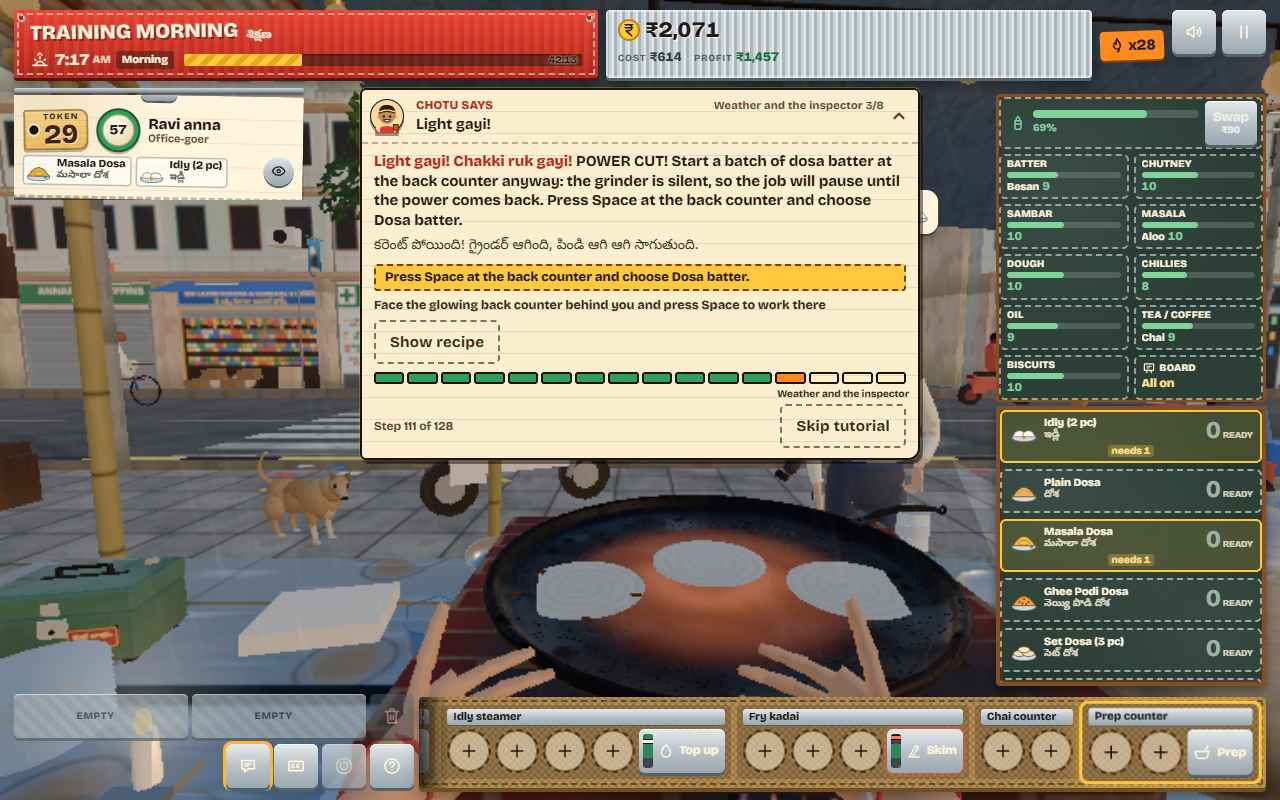 TRAINING MORNING శిక్షణ
7:17 AM Morning 42:13
₹2,071
COST ₹614 PROFIT ₹1,457
x28
TOKEN
29
57
Ravi anna
Office-goer
Masala Dosa
మసాలా దోశ
Idly (2 pc)
ఇడ్లీ
CHOTU SAYS
Light gayi!
Weather and the inspector 3/8
Light gayi! Chakki ruk gayi! POWER CUT! Start a batch of dosa batter at
the back counter anyway: the grinder is silent, so the job will pause until
the power comes back. Press Space at the back counter and choose
Dosa batter.
కరెంట్ పోయింది! గ్రైండర్ ఆగింది, పిండి ఆగి ఆగి సాగుతుంది.
Press Space at the back counter and choose Dosa batter.
Face the glowing back counter behind you and press Space to work there
Show recipe
Weather and the inspector
Step 111 of 128
Skip tutorial
69%
Swap
₹90
BATTER
Besan 9
CHUTNEY
10
SAMBAR
10
MASALA
Aloo 10
DOUGH
10
CHILLIES
8
OIL
9
TEA / COFFEE
Chai 9
BISCUITS
10
BOARD
All on
Idly (2 pc)
ఇడ్లీ
0 READY
needs 1
Plain Dosa
దోశ
0 READY
Masala Dosa
మసాలా దోశ
0 READY
needs 1
Ghee Podi Dosa
నెయ్యి పొడి దోశ
0 READY
Set Dosa (3 pc)
సెట్ దోశ
0 READY
EMPTY
EMPTY
Idly steamer
Top up
Fry kadai
Skim
Chai counter
Prep counter
Prep